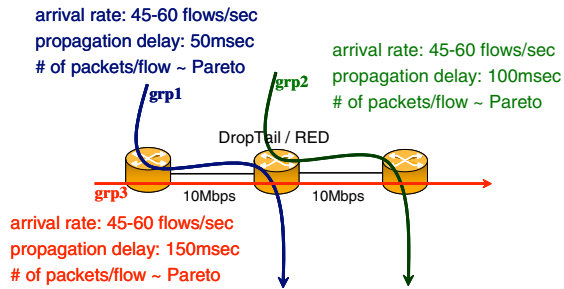 arrival rate: 45-60 flows/sec
propagation delay: 50msec
# of packets/flow ~ Pareto
grp1
arrival rate: 45-60 flows/sec
propagation delay: 100msec
# of packets/flow ~ Pareto
grp2
DropTail / RED
grp3
10Mbps
10Mbps
arrival rate: 45-60 flows/sec
propagation delay: 150msec
# of packets/flow ~ Pareto